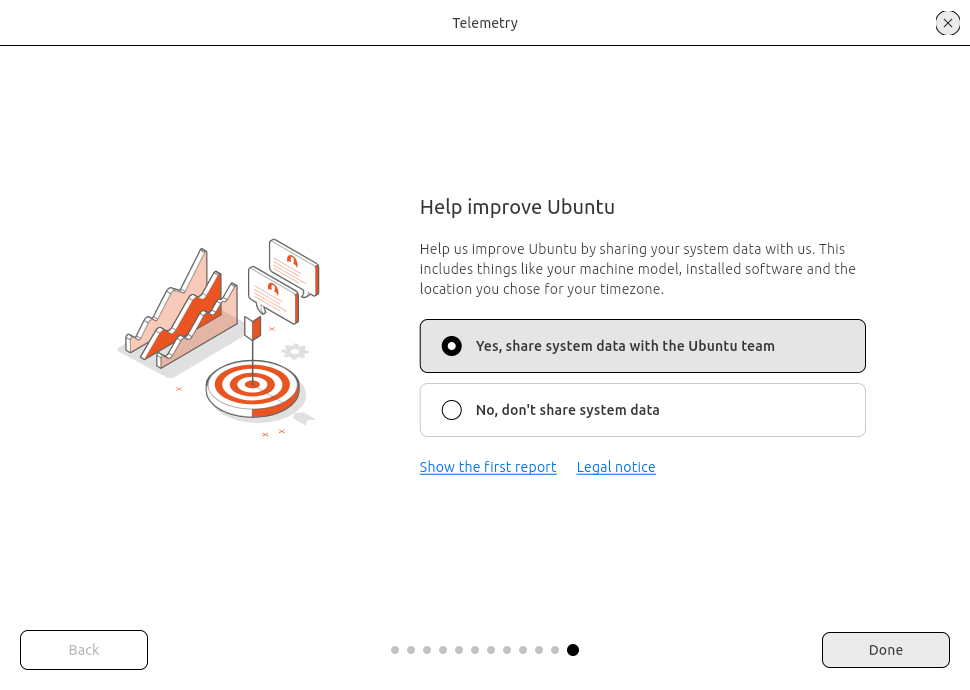 Telemetry
Help improve Ubuntu
Help us improve Ubuntu by sharing your system data with us. This
includes things like your machine model, installed software and the
location you chose for your timezone.
Yes, share system data with the Ubuntu team
No, don't share system data
Show the first report Legal notice
Back Done